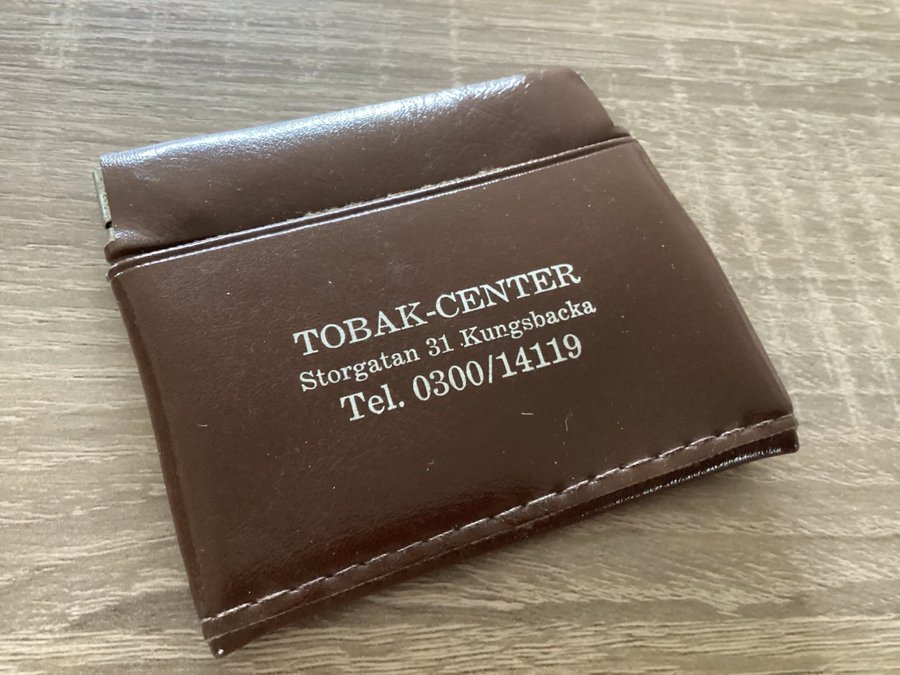 TOBAK-CENTER
Storgatan 31 Kungsbacka
Tel. 0300/14119